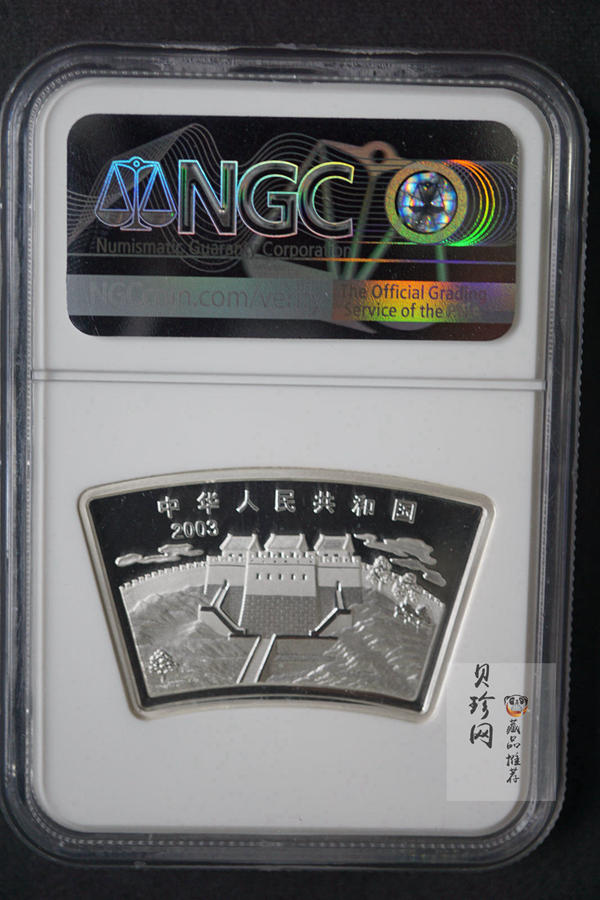 NGC
Numismatic Guaranty Corporation
NGCcoin.com/ver
The Official Grading
Service of the
中华人民共和国
2003
贝珍网
藏品推荐